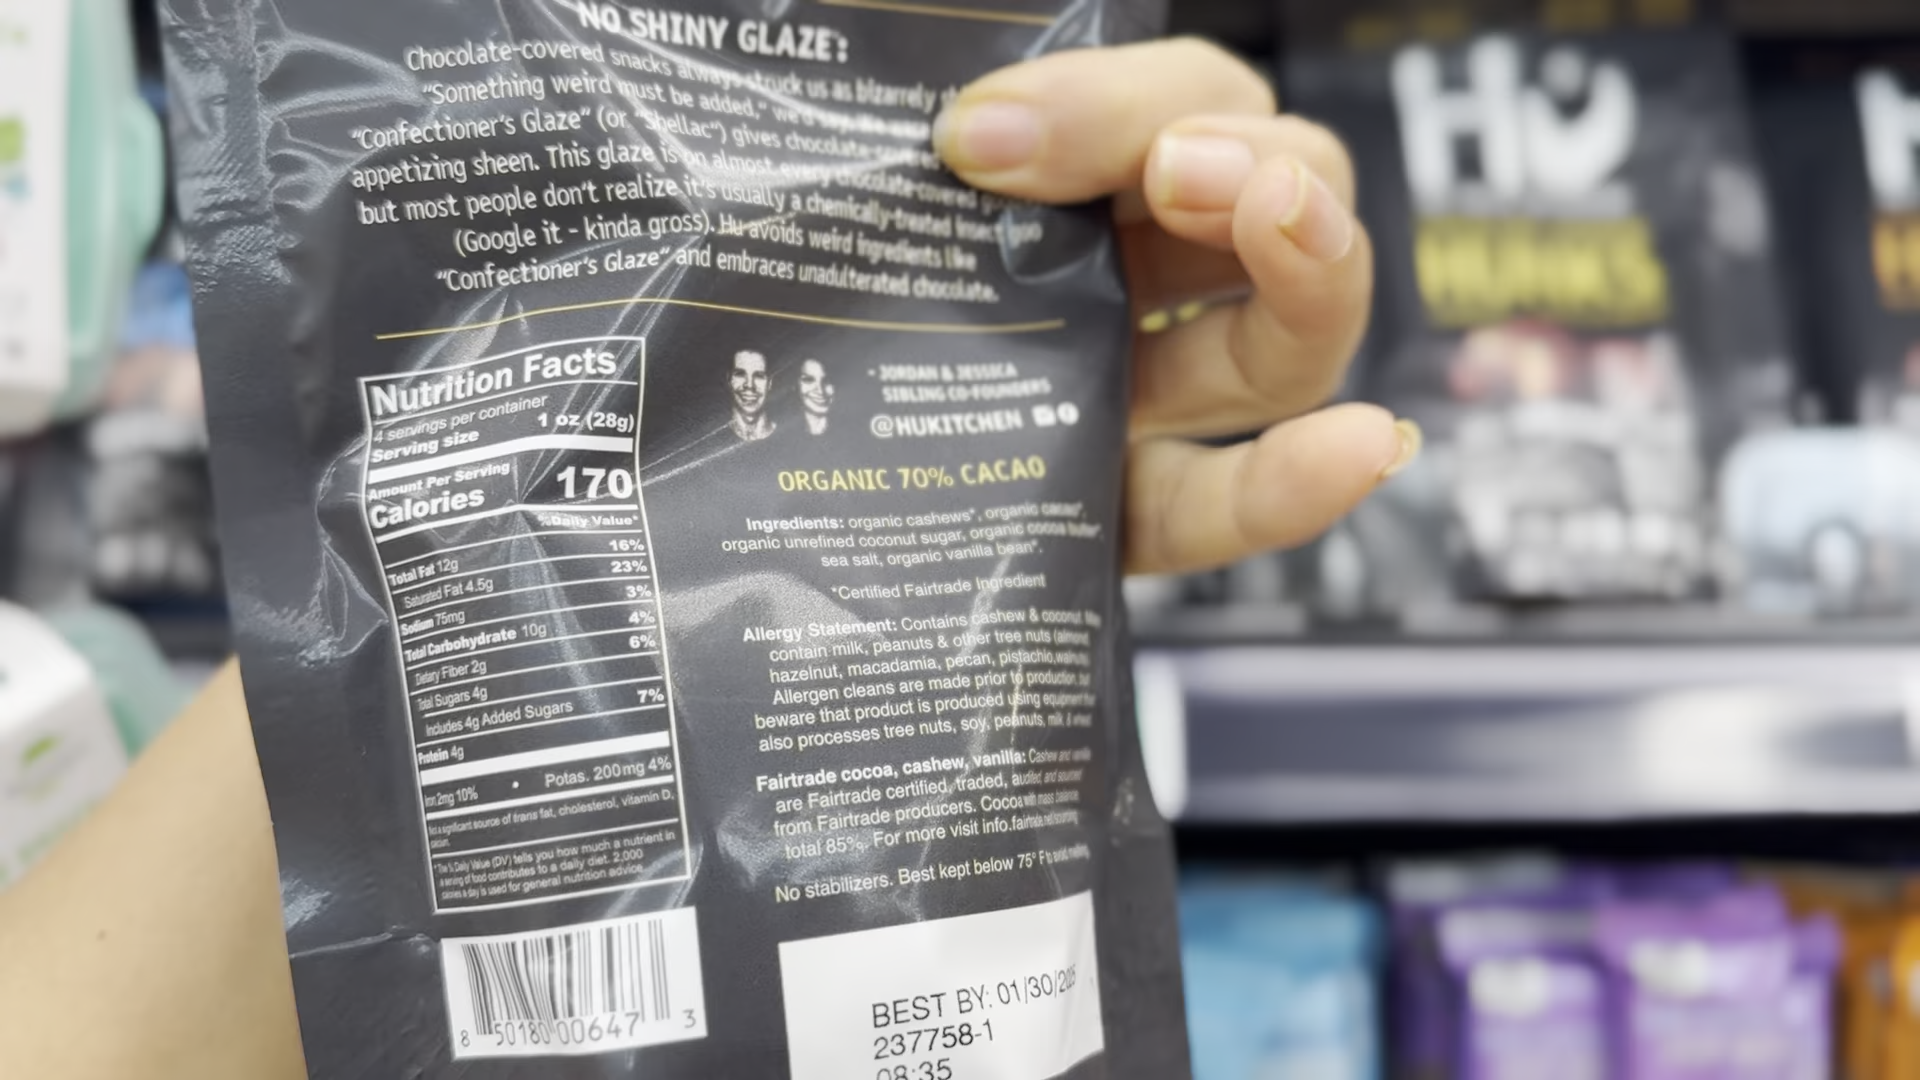 NO SHINY GLAZE:
Chocolate-covered snacks always struck us as bizarrely
"Something weird must be added," we'd say.
"Confectioner's Glaze" (or "Shellac") gives chocolate-covered
appetizing sheen. This glaze is on almost every chocolate-covered
but most people don't realize it's usually a chemically-treated insect goo
(Google it - kinda gross). Hu avoids weird ingredients like
"Confectioner's Glaze" and embraces unadulterated chocolate.
Nutrition Facts
4 servings per container
Serving size 1 oz (28g)
Amount Per Serving
Calories 170
%Daily Value*
Total Fat 12g 16%
Saturated Fat 4.5g 23%
Sodium 75mg 3%
Total Carbohydrate 10g 4%
Dietary Fiber 2g 6%
Total Sugars 4g
Includes 4g Added Sugars 7%
Protein 4g
Iron 2mg 10% • Potas. 200mg 4%
Not a significant source of trans fat, cholesterol, vitamin D,
calcium.
*The % Daily Value (DV) tells you how much a nutrient in
a serving of food contributes to a daily diet. 2,000
calories a day is used for general nutrition advice.
- JORDAN & JESSICA
SIBLING CO-FOUNDERS
@HUKITCHEN
ORGANIC 70% CACAO
Ingredients: organic cashews*, organic cacao*,
organic unrefined coconut sugar, organic cocoa butter*,
sea salt, organic vanilla bean*.
*Certified Fairtrade Ingredient
Allergy Statement: Contains cashew & coconut. May
contain milk, peanuts & other tree nuts (almond,
hazelnut, macadamia, pecan, pistachio, walnuts)
Allergen cleans are made prior to production, but
beware that product is produced using equipment that
also processes tree nuts, soy, peanuts, milk & wheat
Fairtrade cocoa, cashew, vanilla: Cashew and vanilla
are Fairtrade certified, traded, audited and sourced
from Fairtrade producers. Cocoa with mass balance
total 85%. For more visit info.fairtrade.net/sourcing
No stabilizers. Best kept below 75° F to avoid melting.
8 50180 00647 3
BEST BY: 01/30/2025
237758-1
08:35
Hu
HUNKS